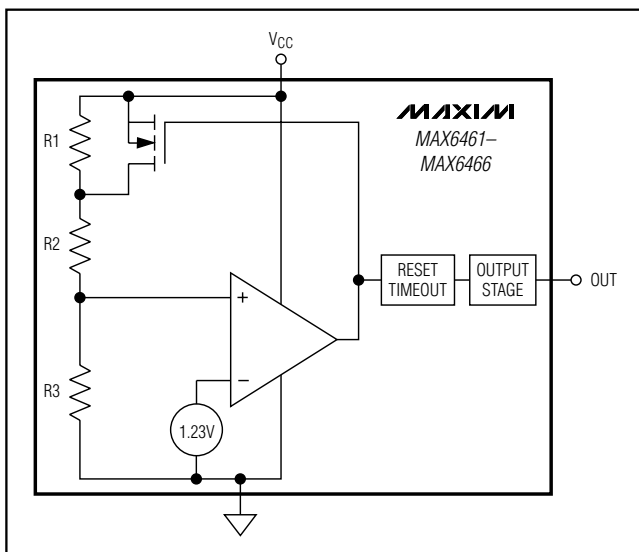 VCC
MAXIM
MAX6461–
MAX6466
R1
R2
R3
+
−
1.23V
RESET
TIMEOUT
OUTPUT
STAGE
OUT